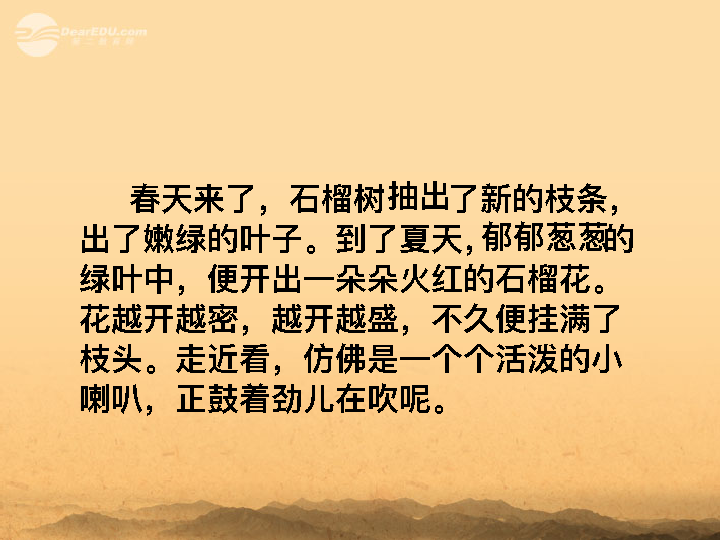 DearEDU.com
春天来了，石榴树抽出了新的枝条，
出了嫩绿的叶子。到了夏天，郁郁葱葱的
绿叶中，便开出一朵朵火红的石榴花。
花越开越密，越开越盛，不久便挂满了
枝头。走近看，仿佛是一个个活泼的小
喇叭，正鼓着劲儿在吹呢。